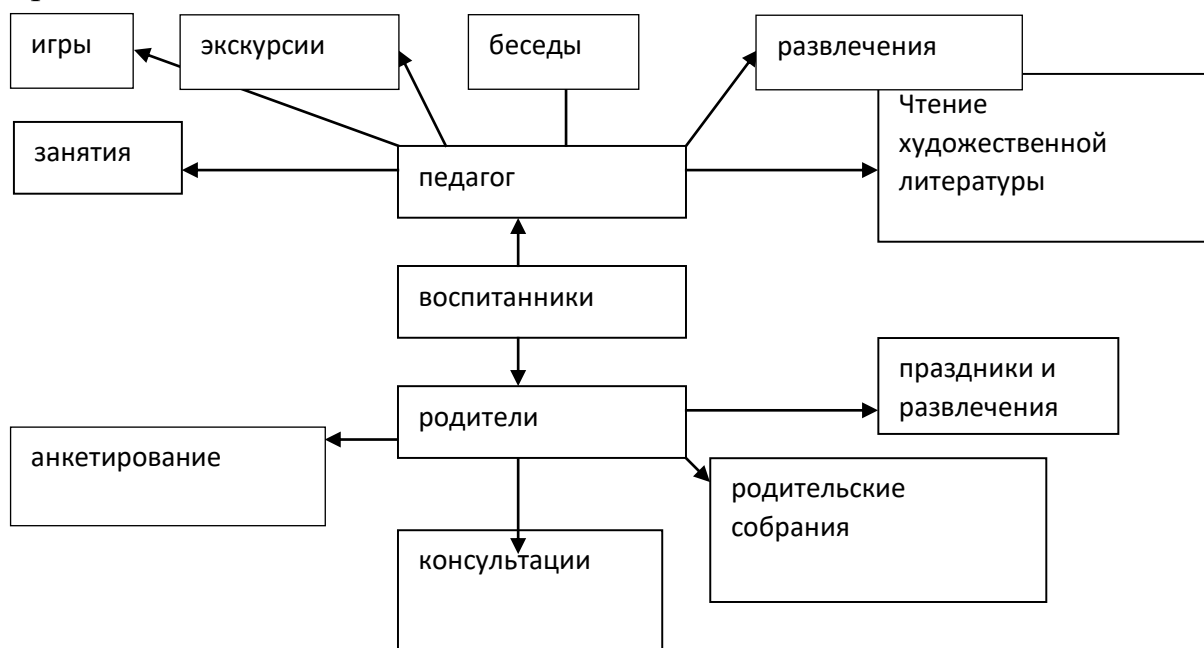 игры
экскурсии
беседы
развлечения
Чтение
художественной
литературы
занятия
педагог
воспитанники
праздники и
развлечения
родители
анкетирование
родительские
собрания
консультации